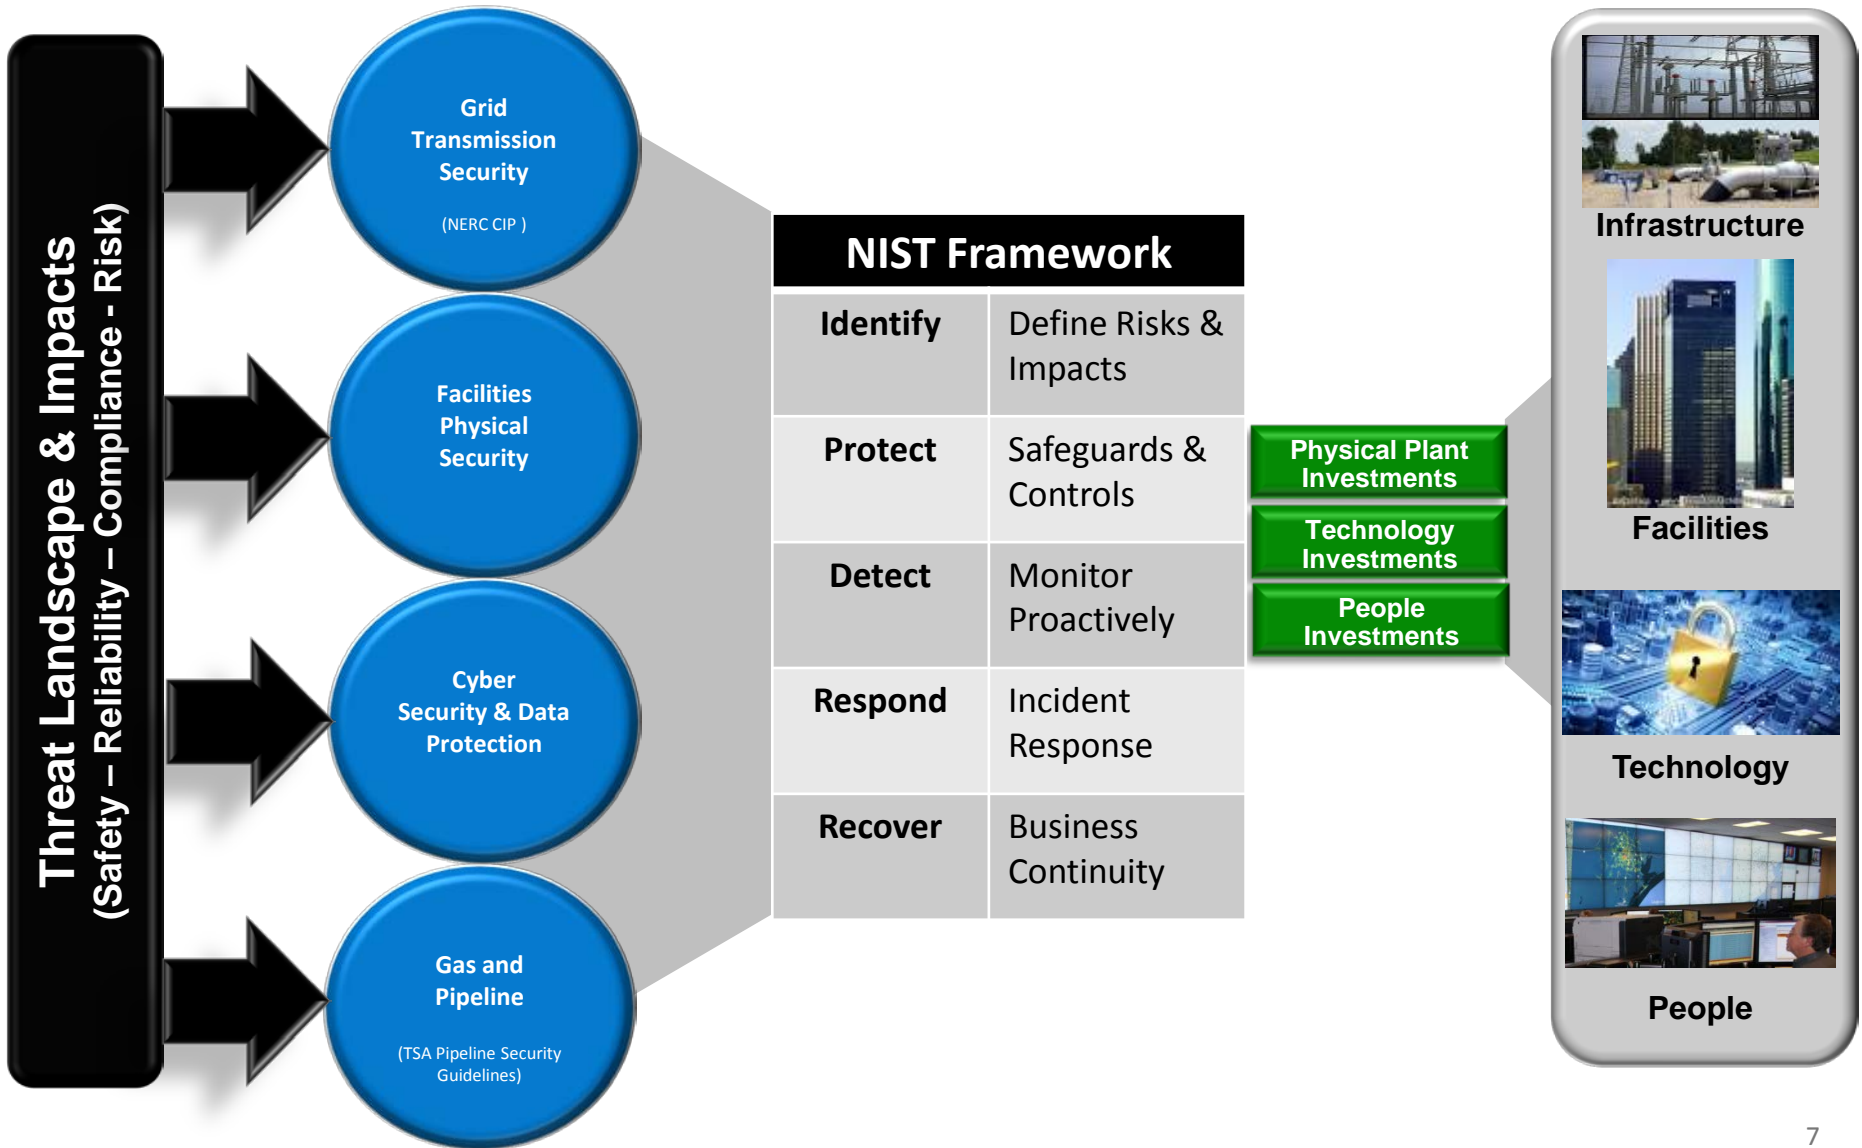 Threat Landscape & Impacts
(Safety – Reliability – Compliance - Risk)
Grid
Transmission
Security
(NERC CIP )
Facilities
Physical
Security
Cyber
Security & Data
Protection
Gas and
Pipeline
(TSA Pipeline Security
Guidelines)
NIST Framework
Identify
Define Risks &
Impacts
Protect
Safeguards &
Controls
Detect
Monitor
Proactively
Respond
Incident
Response
Recover
Business
Continuity
Physical Plant
Investments
Technology
Investments
People
Investments
Infrastructure
Facilities
Technology
People
7